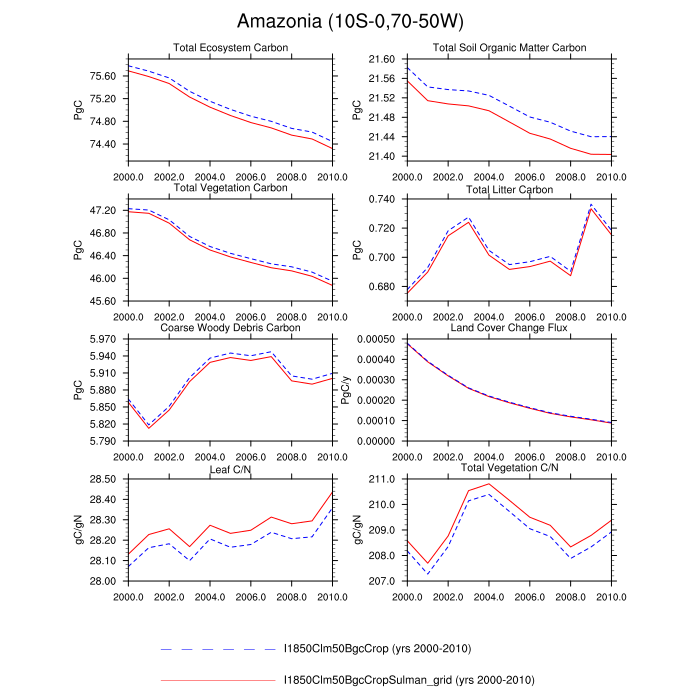 Amazonia (10S-0,70-50W)
Total Ecosystem Carbon
Total Soil Organic Matter Carbon
PgC
75.60
75.20
74.80
74.40
2000.0 2002.0 2004.0 2006.0 2008.0 2010.0
PgC
21.60
21.56
21.52
21.48
21.44
21.40
2000.0 2002.0 2004.0 2006.0 2008.0 2010.0
Total Vegetation Carbon
Total Litter Carbon
PgC
47.20
46.80
46.40
46.00
45.60
2000.0 2002.0 2004.0 2006.0 2008.0 2010.0
PgC
0.740
0.720
0.700
0.680
2000.0 2002.0 2004.0 2006.0 2008.0 2010.0
Coarse Woody Debris Carbon
Land Cover Change Flux
PgC
5.970
5.940
5.910
5.880
5.850
5.820
5.790
2000.0 2002.0 2004.0 2006.0 2008.0 2010.0
PgC/y
0.00050
0.00040
0.00030
0.00020
0.00010
0.00000
2000.0 2002.0 2004.0 2006.0 2008.0 2010.0
Leaf C/N
Total Vegetation C/N
gC/gN
28.50
28.40
28.30
28.20
28.10
28.00
2000.0 2002.0 2004.0 2006.0 2008.0 2010.0
gC/gN
211.0
210.0
209.0
208.0
207.0
2000.0 2002.0 2004.0 2006.0 2008.0 2010.0
I1850Clm50BgcCrop (yrs 2000-2010)
I1850Clm50BgcCropSulman_grid (yrs 2000-2010)